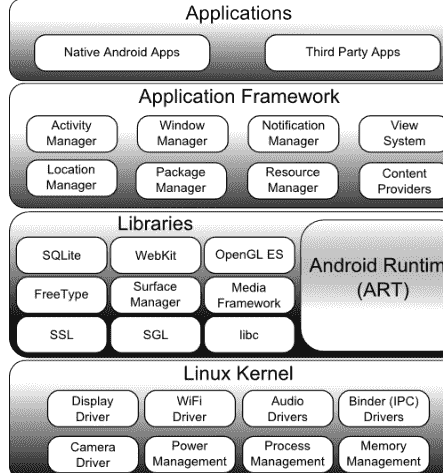 Applications
Native Android Apps
Third Party Apps
Application Framework
Activity
Manager
Window
Manager
Notification
Manager
View
System
Location
Manager
Package
Manager
Resource
Manager
Content
Providers
Libraries
SQLite
WebKit
OpenGL ES
FreeType
Surface
Manager
Media
Framework
SSL
SGL
libc
Android Runtim
(ART)
Linux Kernel
Display
Driver
WiFi
Driver
Audio
Drivers
Binder (IPC)
Drivers
Camera
Driver
Power
Management
Process
Management
Memory
Management